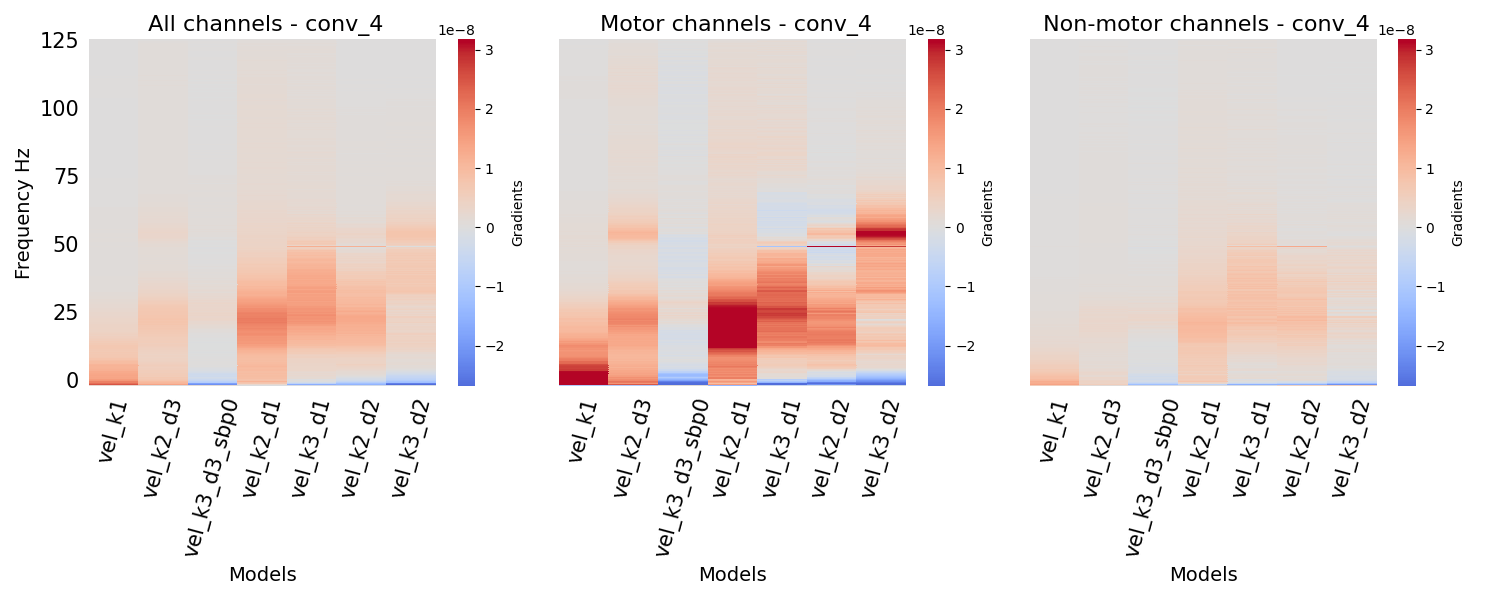 All channels - conv_4
1e−8
Motor channels - conv_4
1e−8
Non-motor channels - conv_4
1e−8
Frequency Hz
125
100
75
50
25
0
3
2
1
0
−1
−2
Gradients
3
2
1
0
−1
−2
Gradients
3
2
1
0
−1
−2
Gradients
vel_k1
vel_k2_d3
vel_k3_d3_sbp0
vel_k2_d1
vel_k3_d1
vel_k2_d2
vel_k3_d2
vel_k1
vel_k2_d3
vel_k3_d3_sbp0
vel_k2_d1
vel_k3_d1
vel_k2_d2
vel_k3_d2
vel_k1
vel_k2_d3
vel_k3_d3_sbp0
vel_k2_d1
vel_k3_d1
vel_k2_d2
vel_k3_d2
Models
Models
Models